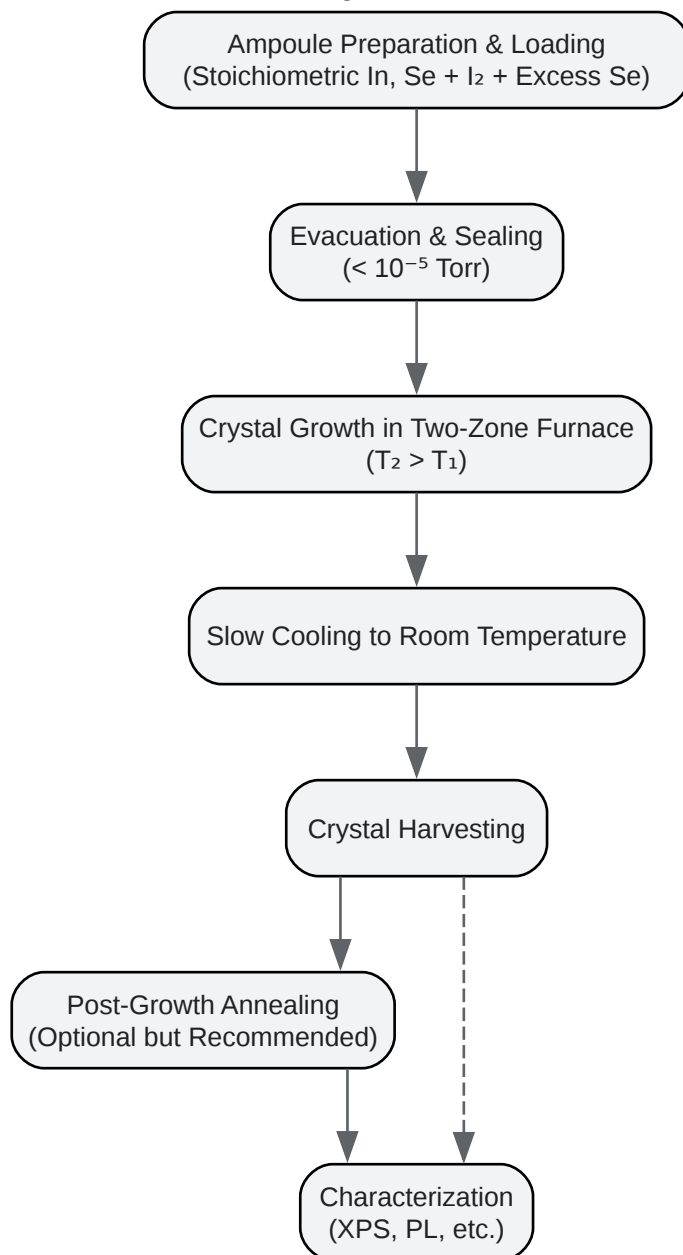 Ampoule Preparation & Loading
(Stoichiometric In, Se + I₂ + Excess Se)
Evacuation & Sealing
(< 10⁻⁵ Torr)
Crystal Growth in Two-Zone Furnace
(T₂ > T₁)
Slow Cooling to Room Temperature
Crystal Harvesting
Post-Growth Annealing
(Optional but Recommended)
Characterization
(XPS, PL, etc.)